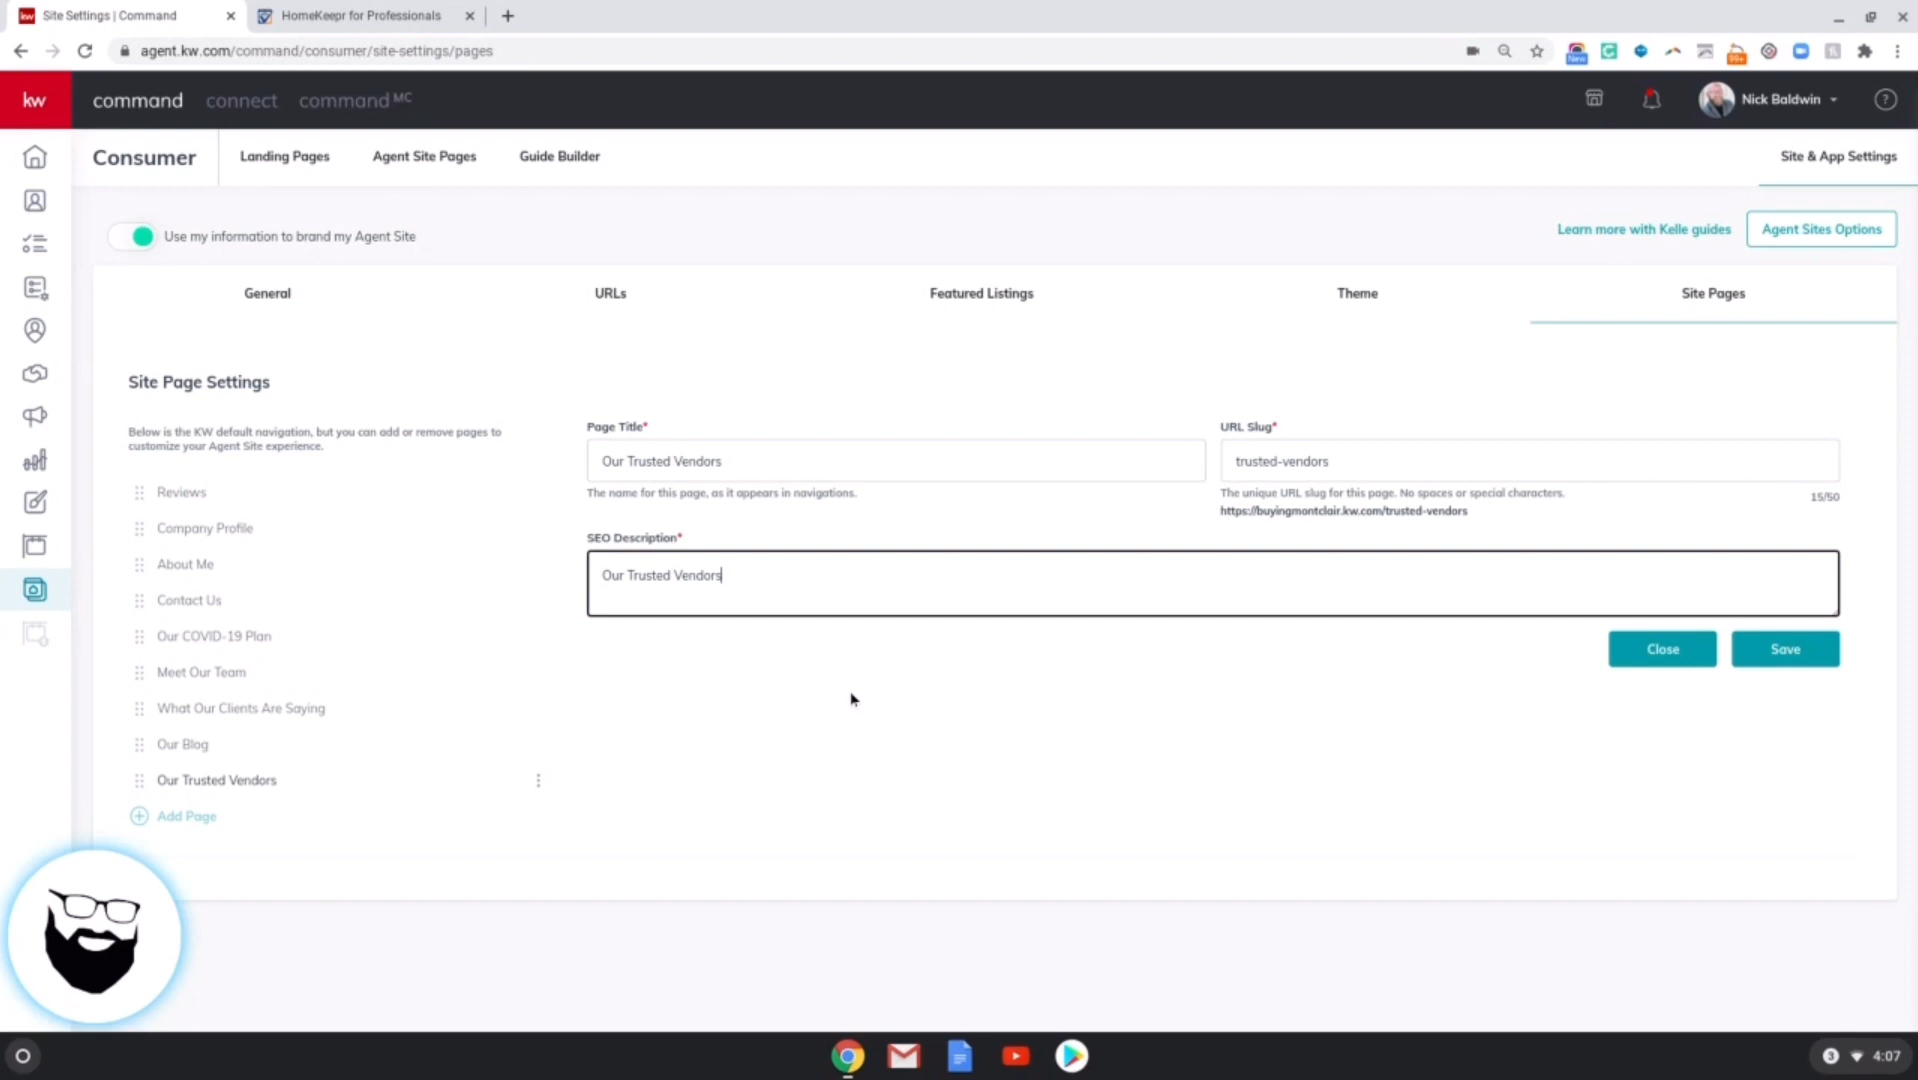 Site Settings | Command
HomeKeepr for Professionals
agent.kw.com/command/consumer/site-settings/pages
New
99+
kw
command
connect
command MC
Nick Baldwin
Consumer
Landing Pages
Agent Site Pages
Guide Builder
Site & App Settings
Use my information to brand my Agent Site
Learn more with Kelle guides
Agent Sites Options
General
URLs
Featured Listings
Theme
Site Pages
Site Page Settings
Below is the KW default navigation, but you can add or remove pages to
customize your Agent Site experience.
Reviews
Company Profile
About Me
Contact Us
Our COVID-19 Plan
Meet Our Team
What Our Clients Are Saying
Our Blog
Our Trusted Vendors
Add Page
Page Title*
Our Trusted Vendors
The name for this page, as it appears in navigations.
URL Slug*
trusted-vendors
The unique URL slug for this page. No spaces or special characters.
15/50
https://buyingmontclair.kw.com/trusted-vendors
SEO Description*
Our Trusted Vendors
Close
Save
3
4:07